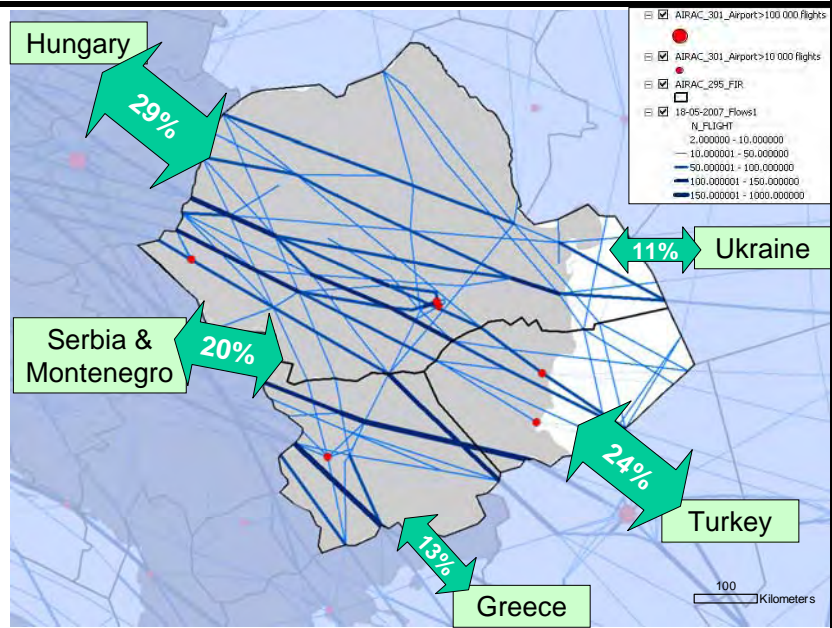 Hungary
29%
AIRAC_301_Airport>100 000 flights
AIRAC_301_Airport>10 000 flights
AIRAC_295_FIR
18-05-2007_Flows1
N_FLIGHT
2.000000 - 10.000000
10.000001 - 50.000000
50.000001 - 100.000000
100.000001 - 150.000000
150.000001 - 1000.000000
11%
Ukraine
Serbia &
Montenegro
20%
24%
Turkey
13%
Greece
100
Kilometers